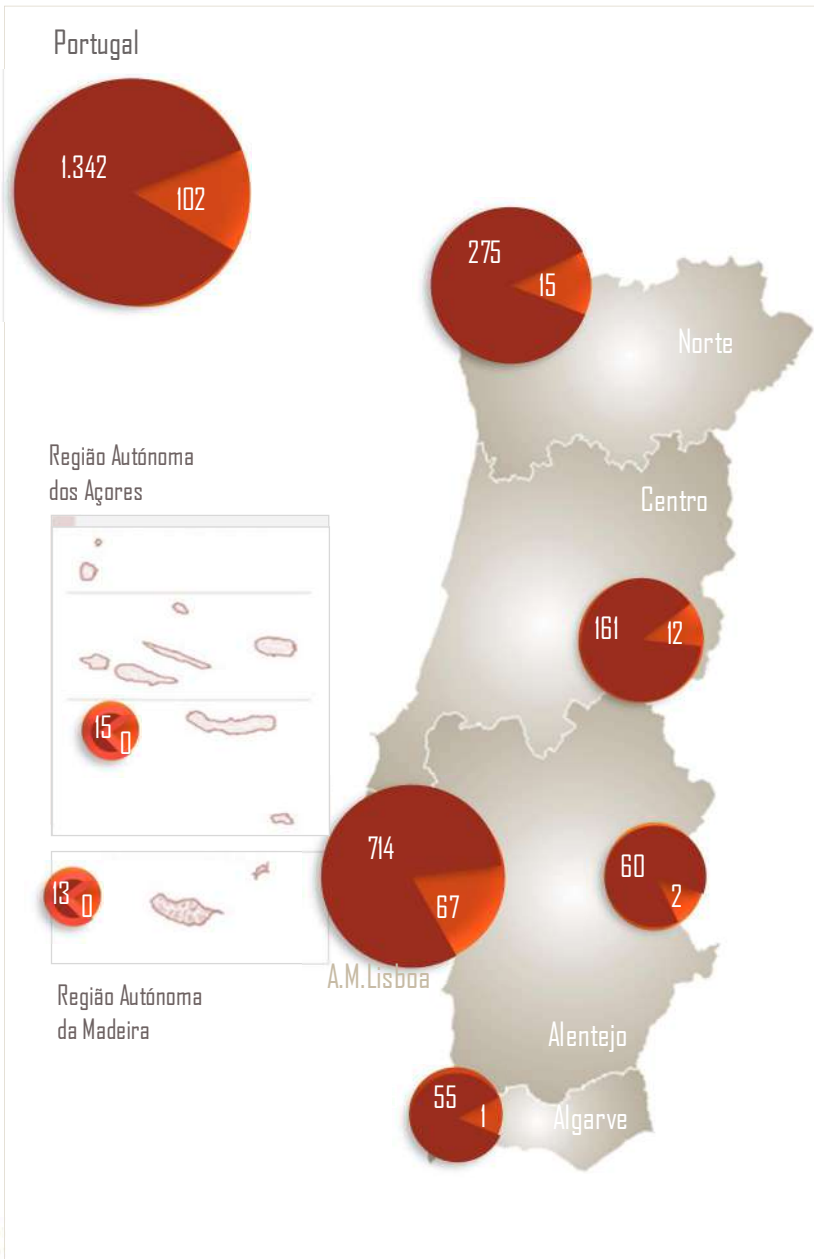 Portugal
1.342
102
275
15
Norte
Região Autónoma
dos Açores
Centro
161
12
15
0
714
67
60
2
13
0
A.M.Lisboa
Região Autónoma
da Madeira
Alentejo
55
1
Algarve